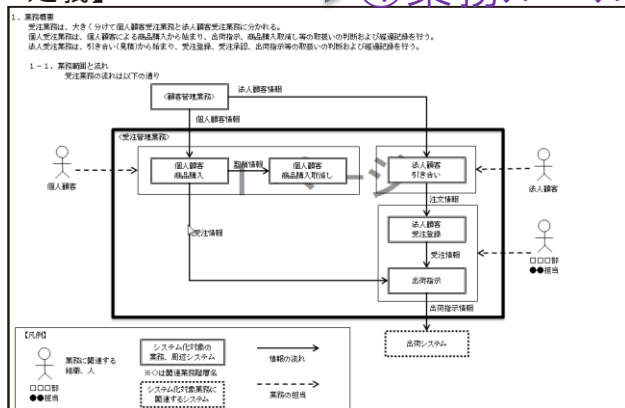 定義】
①業務ルール
1．業務概要
受注業務は、大きく分けて個人顧客受注業務と法人顧客受注業務に分かれる。
個人受注業務は、個人顧客による商品購入から始まり、出荷指示、商品購入取消し等の取扱いの判断および経過記録を行う。
法人受注業務は、引き合い（見積）から始まり、受注登録、受注承認、出荷指示等の取扱いの判断および経過記録を行う。
1－1．業務範囲と流れ
受注業務の流れは以下の通り
<顧客管理業務>
法人顧客情報
個人顧客情報
<受注管理業務>
個人顧客
商品購入
取消情報
個人顧客
商品購入取消し
法人顧客
引き合い
個人顧客
法人顧客
注文情報
受注情報
法人顧客
受注登録
受注情報
出荷指示
□□□部
●●担当
出荷指示情報
出荷システム
【凡例】
業務に関連する
組織、人
□□□部
●●担当
システム化対象の
業務、周辺システム
※○は関連業務階層名
システム化対象業務に
関連するシステム
情報の流れ
業務の担当